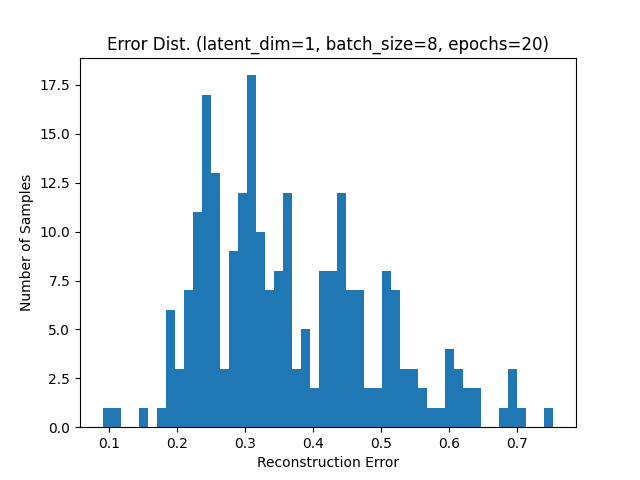 Error Dist. (latent_dim=1, batch_size=8, epochs=20)
17.5
15.0
12.5
10.0
7.5
5.0
2.5
0.0
Number of Samples
0.1 0.2 0.3 0.4 0.5 0.6 0.7
Reconstruction Error